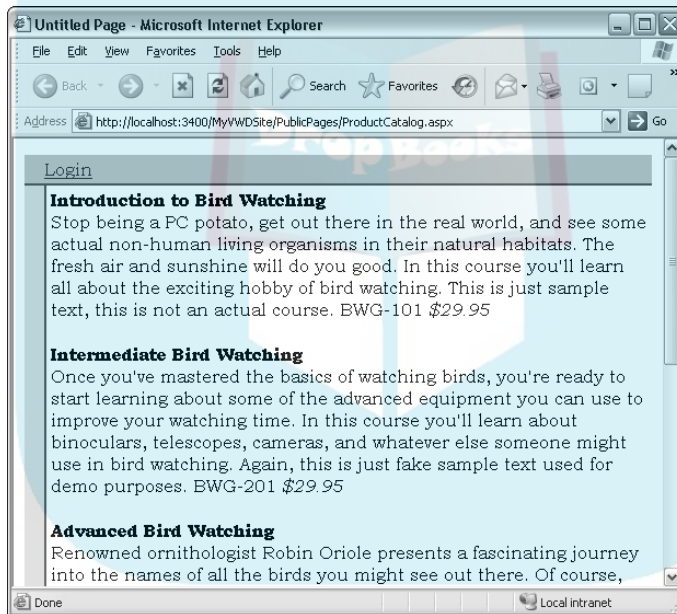 Untitled Page - Microsoft Internet Explorer
File Edit View Favorites Tools Help
Back Search Favorites
Address http://localhost:3400/MyVWDSite/PublicPages/ProductCatalog.aspx Go
Drop Books
Login
Introduction to Bird Watching
Stop being a PC potato, get out there in the real world, and see some
actual non-human living organisms in their natural habitats. The
fresh air and sunshine will do you good. In this course you'll learn
all about the exciting hobby of bird watching. This is just sample
text, this is not an actual course. BWG-101 $29.95
Intermediate Bird Watching
Once you've mastered the basics of watching birds, you're ready to
start learning about some of the advanced equipment you can use to
improve your watching time. In this course you'll learn about
binoculars, telescopes, cameras, and whatever else someone might
use in bird watching. Again, this is just fake sample text used for
demo purposes. BWG-201 $29.95
Advanced Bird Watching
Renowned ornithologist Robin Oriole presents a fascinating journey
into the names of all the birds you might see out there. Of course,
Done Local intranet